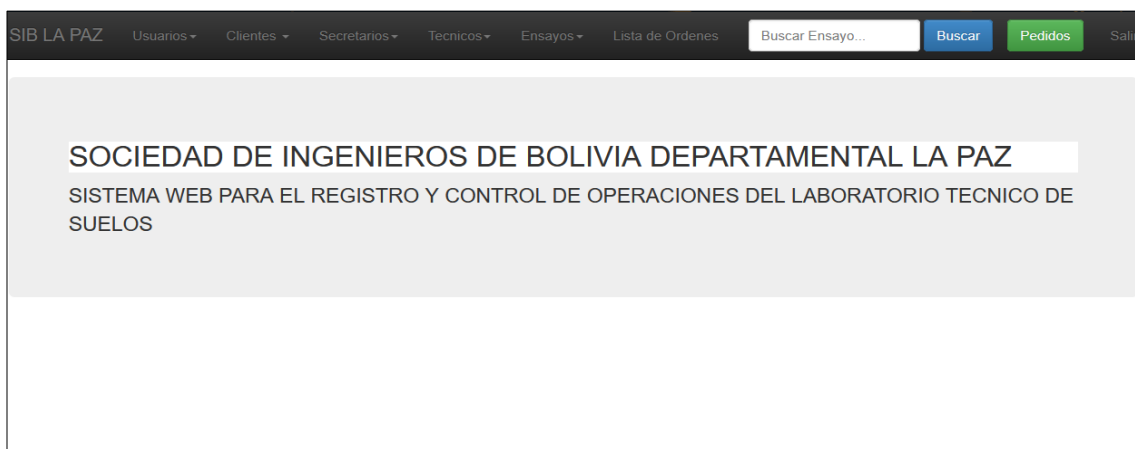 SIB LA PAZ Usuarios Clientes Secretarios Tecnicos Ensayos Lista de Ordenes Buscar Ensayo... Buscar Pedidos
SOCIEDAD DE INGENIEROS DE BOLIVIA DEPARTAMENTAL LA PAZ
SISTEMA WEB PARA EL REGISTRO Y CONTROL DE OPERACIONES DEL LABORATORIO TECNICO DE
SUELOS